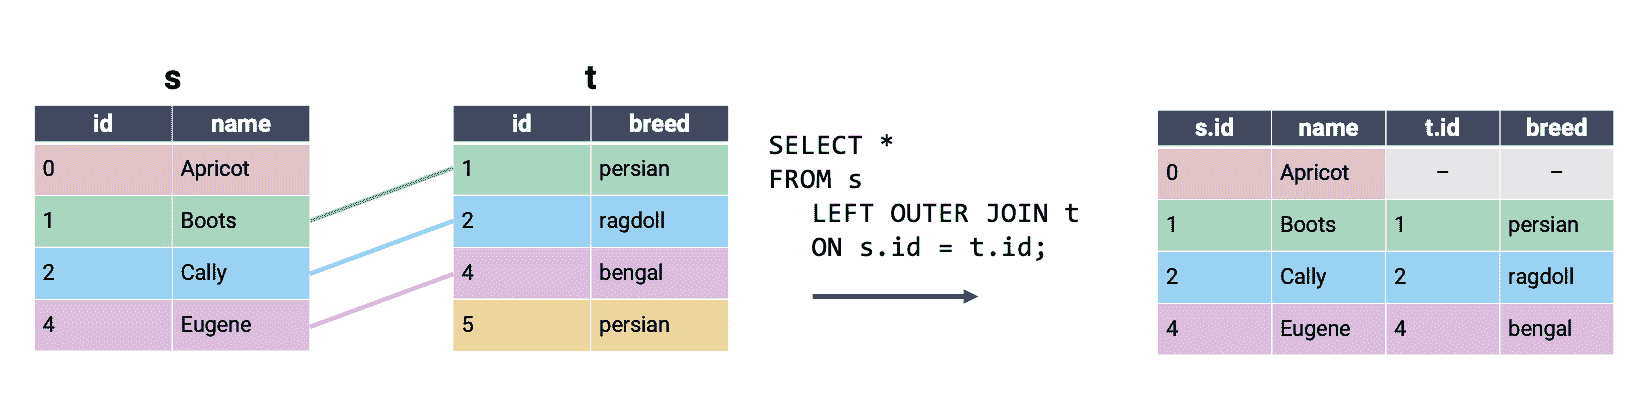 s
id name
0 Apricot
1 Boots
2 Cally
4 Eugene
t
id breed
1 persian
2 ragdoll
4 bengal
5 persian
SELECT *
FROM s
LEFT OUTER JOIN t
ON s.id = t.id;
s.id name t.id breed
0 Apricot – –
1 Boots 1 persian
2 Cally 2 ragdoll
4 Eugene 4 bengal